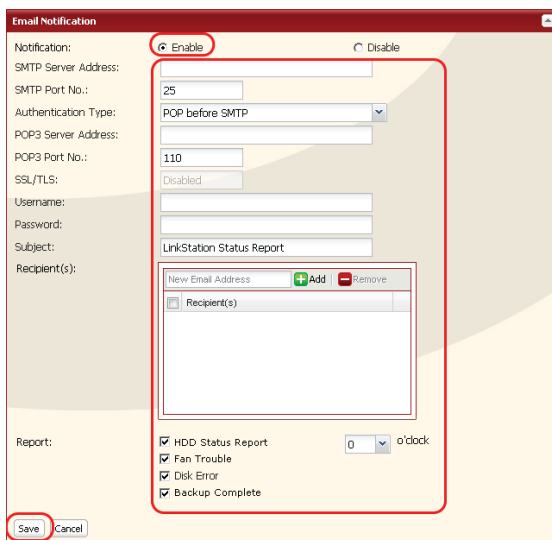 Email Notification
Notification: Enable Disable
SMTP Server Address:
SMTP Port No.: 25
Authentication Type: POP before SMTP
POP3 Server Address:
POP3 Port No.: 110
SSL/TLS: Disabled
Username:
Password:
Subject: LinkStation Status Report
Recipient(s): New Email Address Add Remove
Recipient(s)
Report: HDD Status Report 0 o'clock
Fan Trouble
Disk Error
Backup Complete
Save Cancel